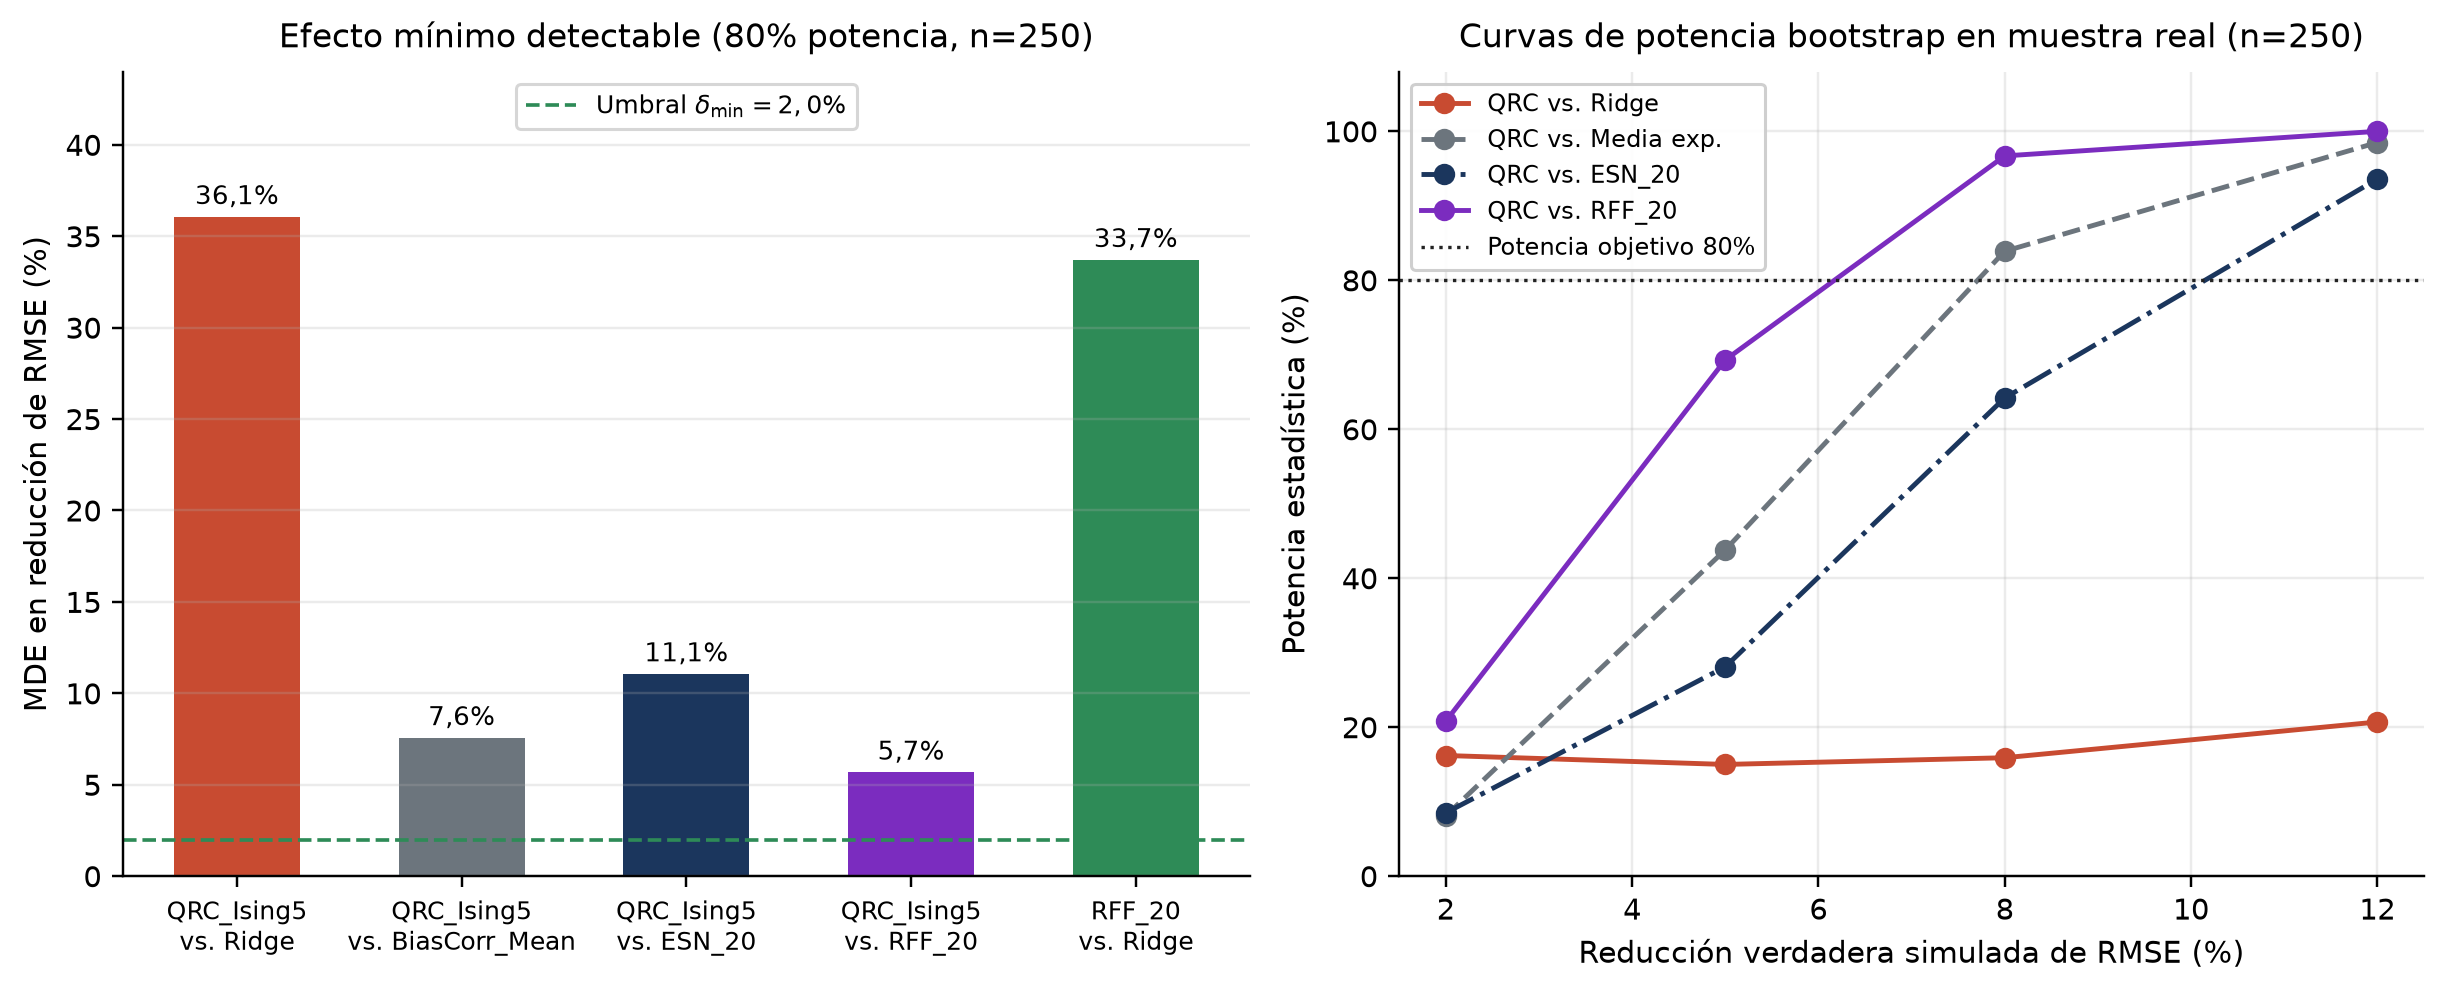 Efecto mínimo detectable (80% potencia, n=250)
Umbral δmin = 2, 0%
MDE en reducción de RMSE (%)
40
35
30
25
20
15
10
5
0
36,1%
7,6%
11,1%
5,7%
33,7%
QRC_Ising5
vs. Ridge
QRC_Ising5
vs. BiasCorr_Mean
QRC_Ising5
vs. ESN_20
QRC_Ising5
vs. RFF_20
RFF_20
vs. Ridge
Curvas de potencia bootstrap en muestra real (n=250)
QRC vs. Ridge
QRC vs. Media exp.
QRC vs. ESN_20
QRC vs. RFF_20
Potencia objetivo 80%
Potencia estadística (%)
100
80
60
40
20
0
2 4 6 8 10 12
Reducción verdadera simulada de RMSE (%)